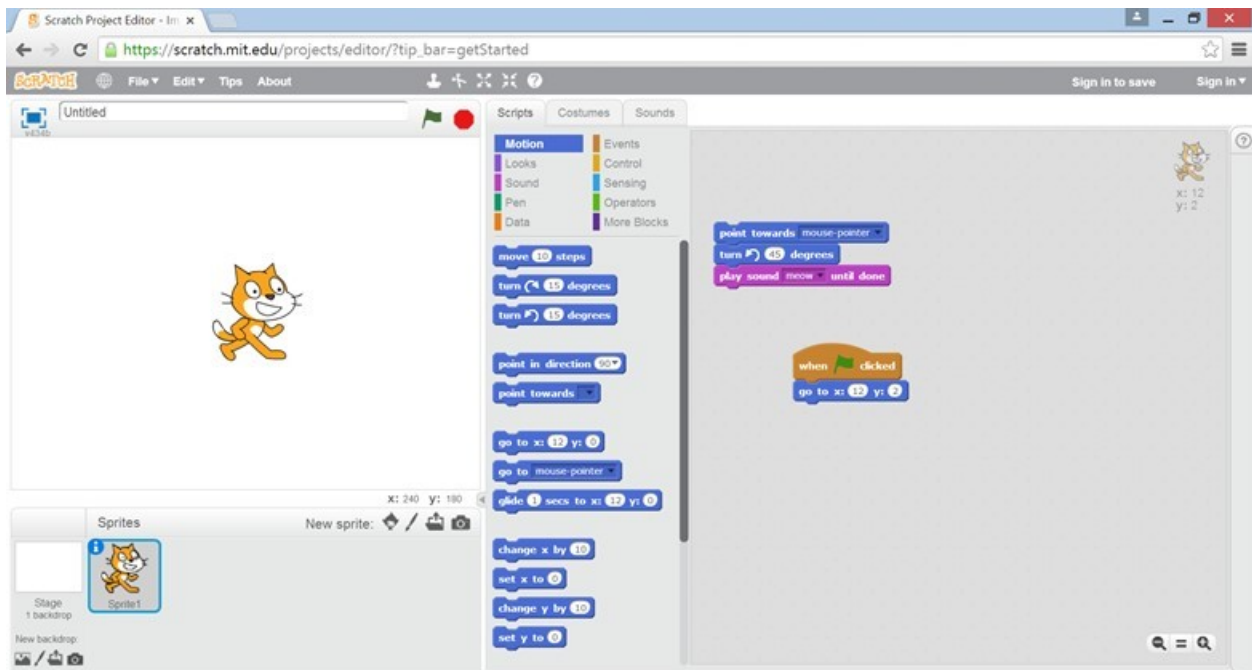 Scratch Project Editor - Im
https://scratch.mit.edu/projects/editor/?tip_bar=getStarted
SCRATCH File Edit Tips About Sign in to save Sign in
Untitled
v434b
Scripts Costumes Sounds
Motion Events
Looks Control
Sound Sensing
Pen Operators
Data More Blocks
move 10 steps
turn 15 degrees
turn 15 degrees
point in direction 90
point towards
go to x: 12 y: 0
go to mouse-pointer
glide 1 secs to x: 12 y: 0
change x by 10
set x to 0
change y by 10
set y to 0
x: 12
y: 2
point towards mouse-pointer
turn 45 degrees
play sound meow until done
when clicked
go to x: 12 y: 2
x: 240 y: 180
Sprites New sprite:
Sprite1
Stage
1 backdrop
New backdrop: